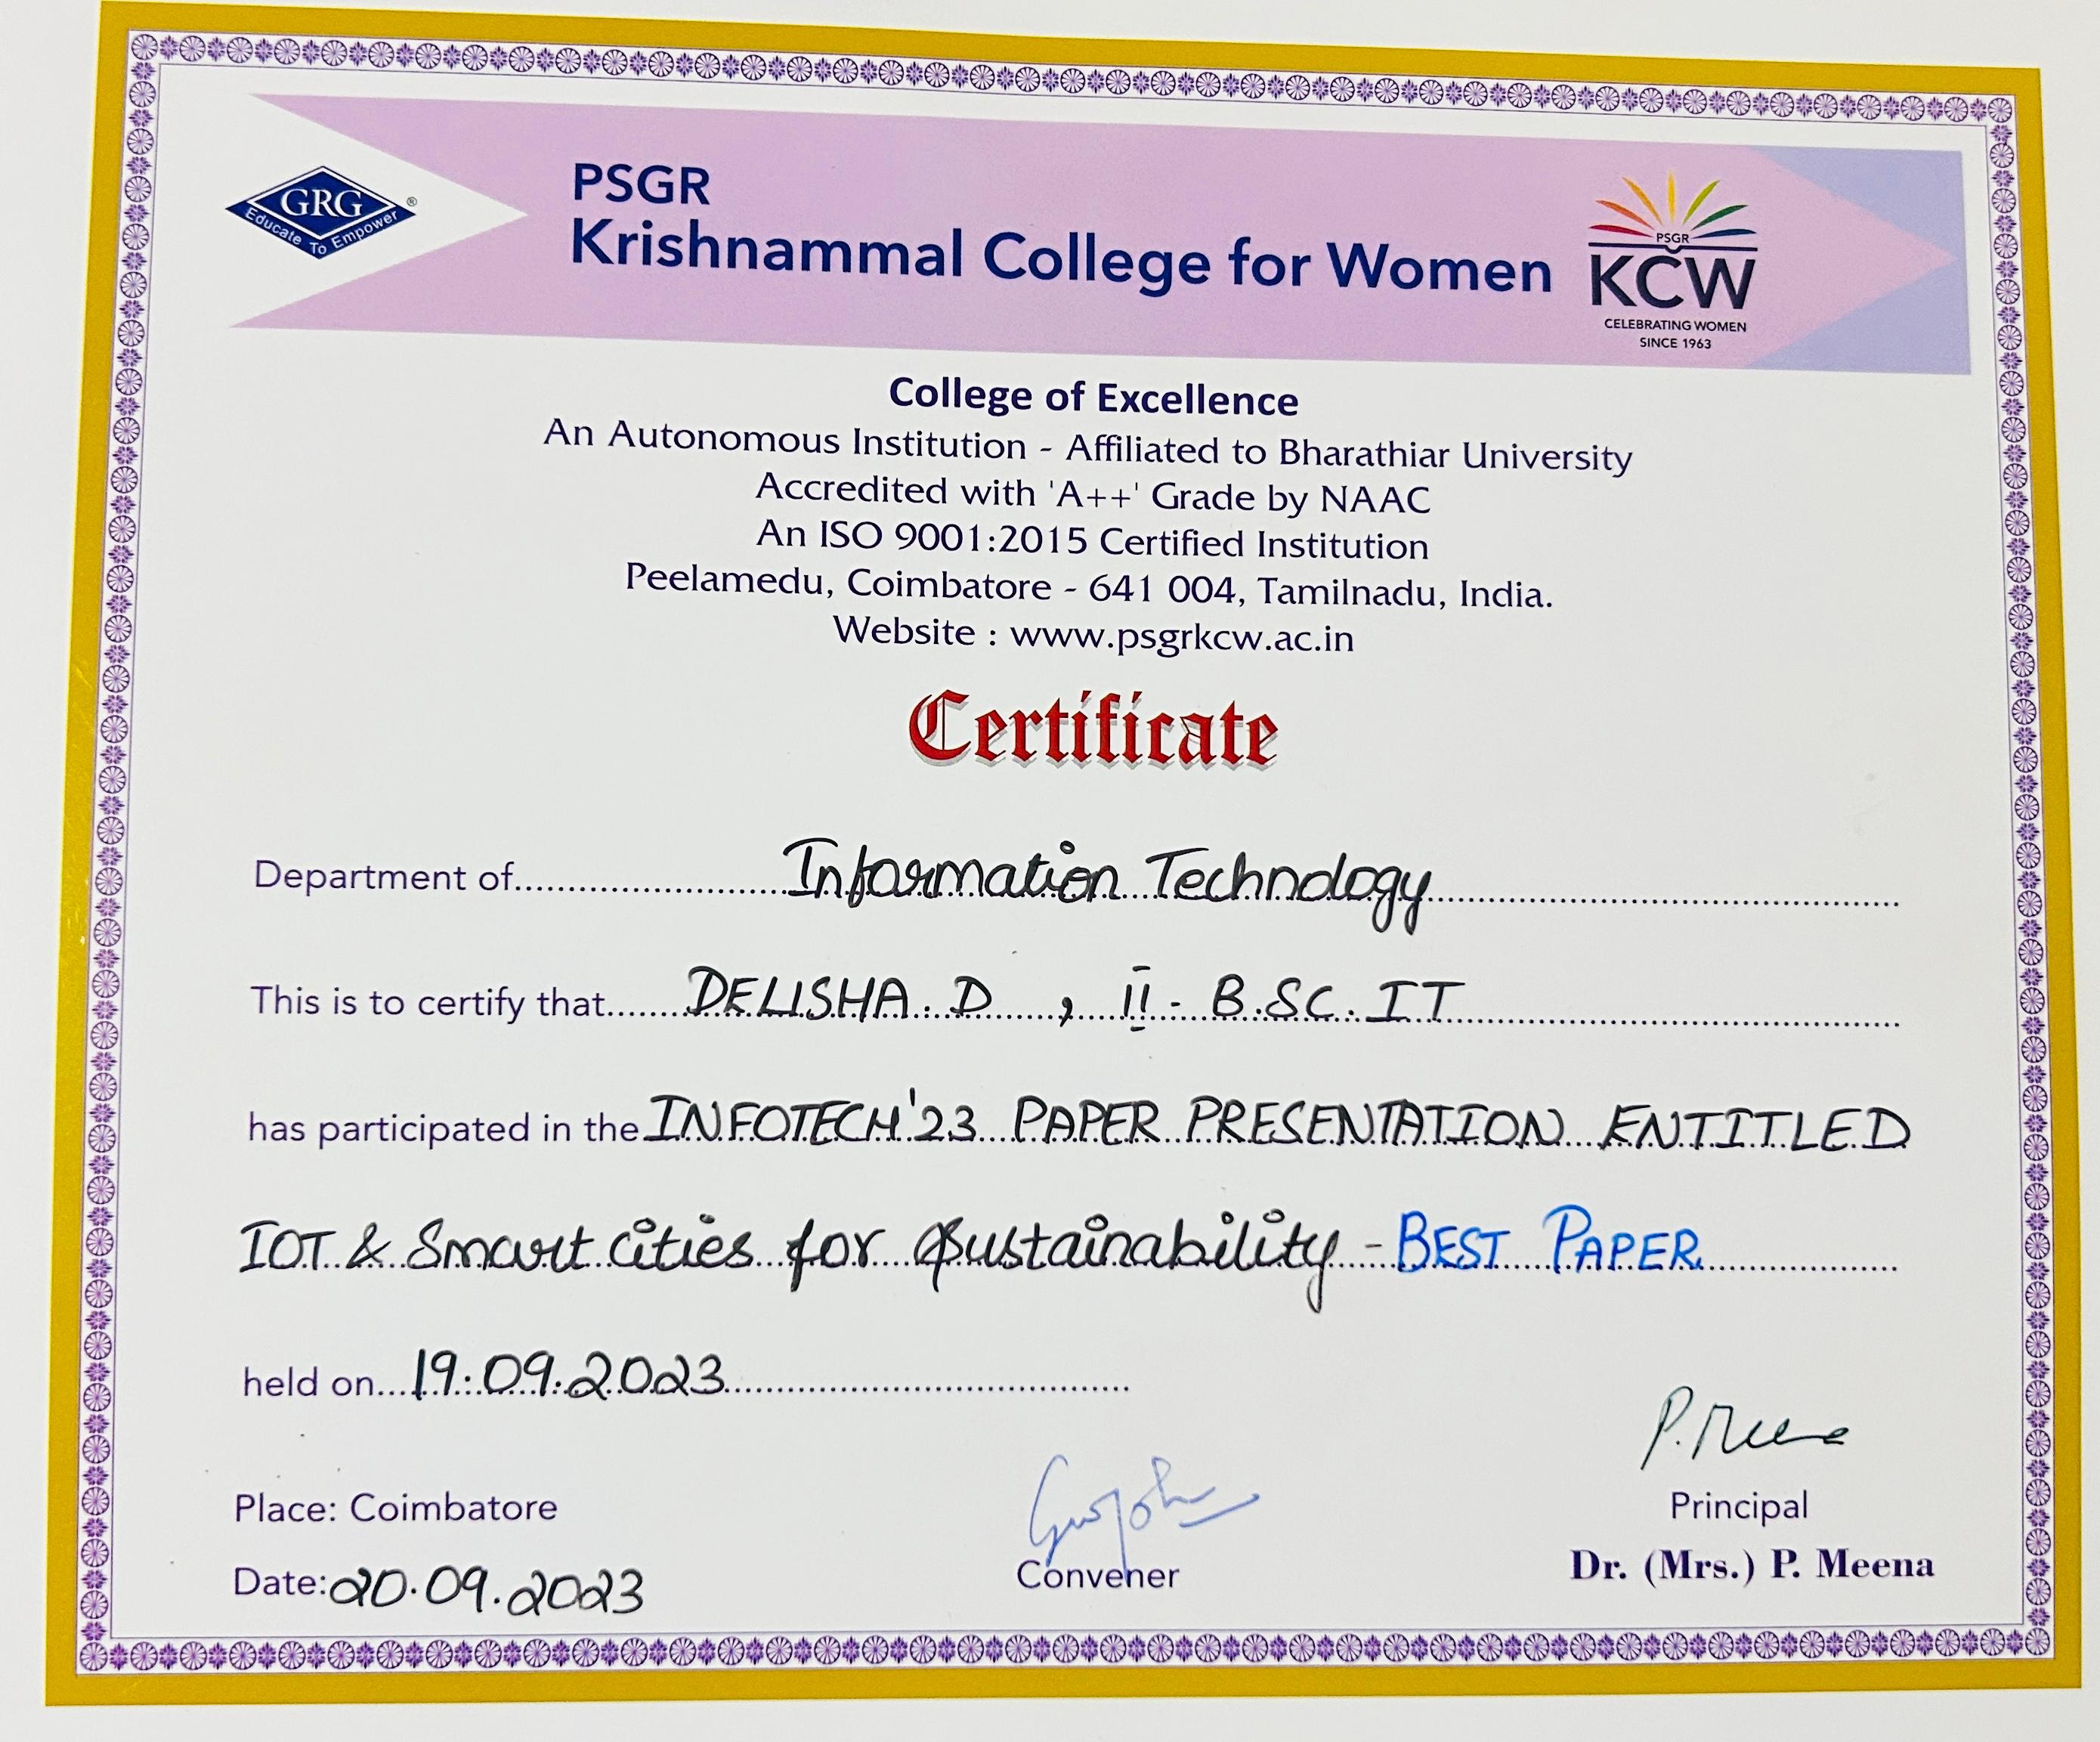 GRG
®
Educate To Empower
PSGR
Krishnammal College for Women
PSGR
KCW
CELEBRATING WOMEN
SINCE 1963
College of Excellence
An Autonomous Institution - Affiliated to Bharathiar University
Accredited with 'A++' Grade by NAAC
An ISO 9001:2015 Certified Institution
Peelamedu, Coimbatore - 641 004, Tamilnadu, India.
Website : www.psgrkcw.ac.in
Certificate
Department of Information Technology
This is to certify that DELISHA. D , II - B.SC. IT
has participated in the INFOTECH'23 PAPER PRESENTATION ENTITLED
IOT & Smart cities for Sustainability - BEST PAPER
held on 19.09.2023
P. Meena
Place: Coimbatore
Principal
Date: 20.09.2023
Convener
Dr. (Mrs.) P. Meena